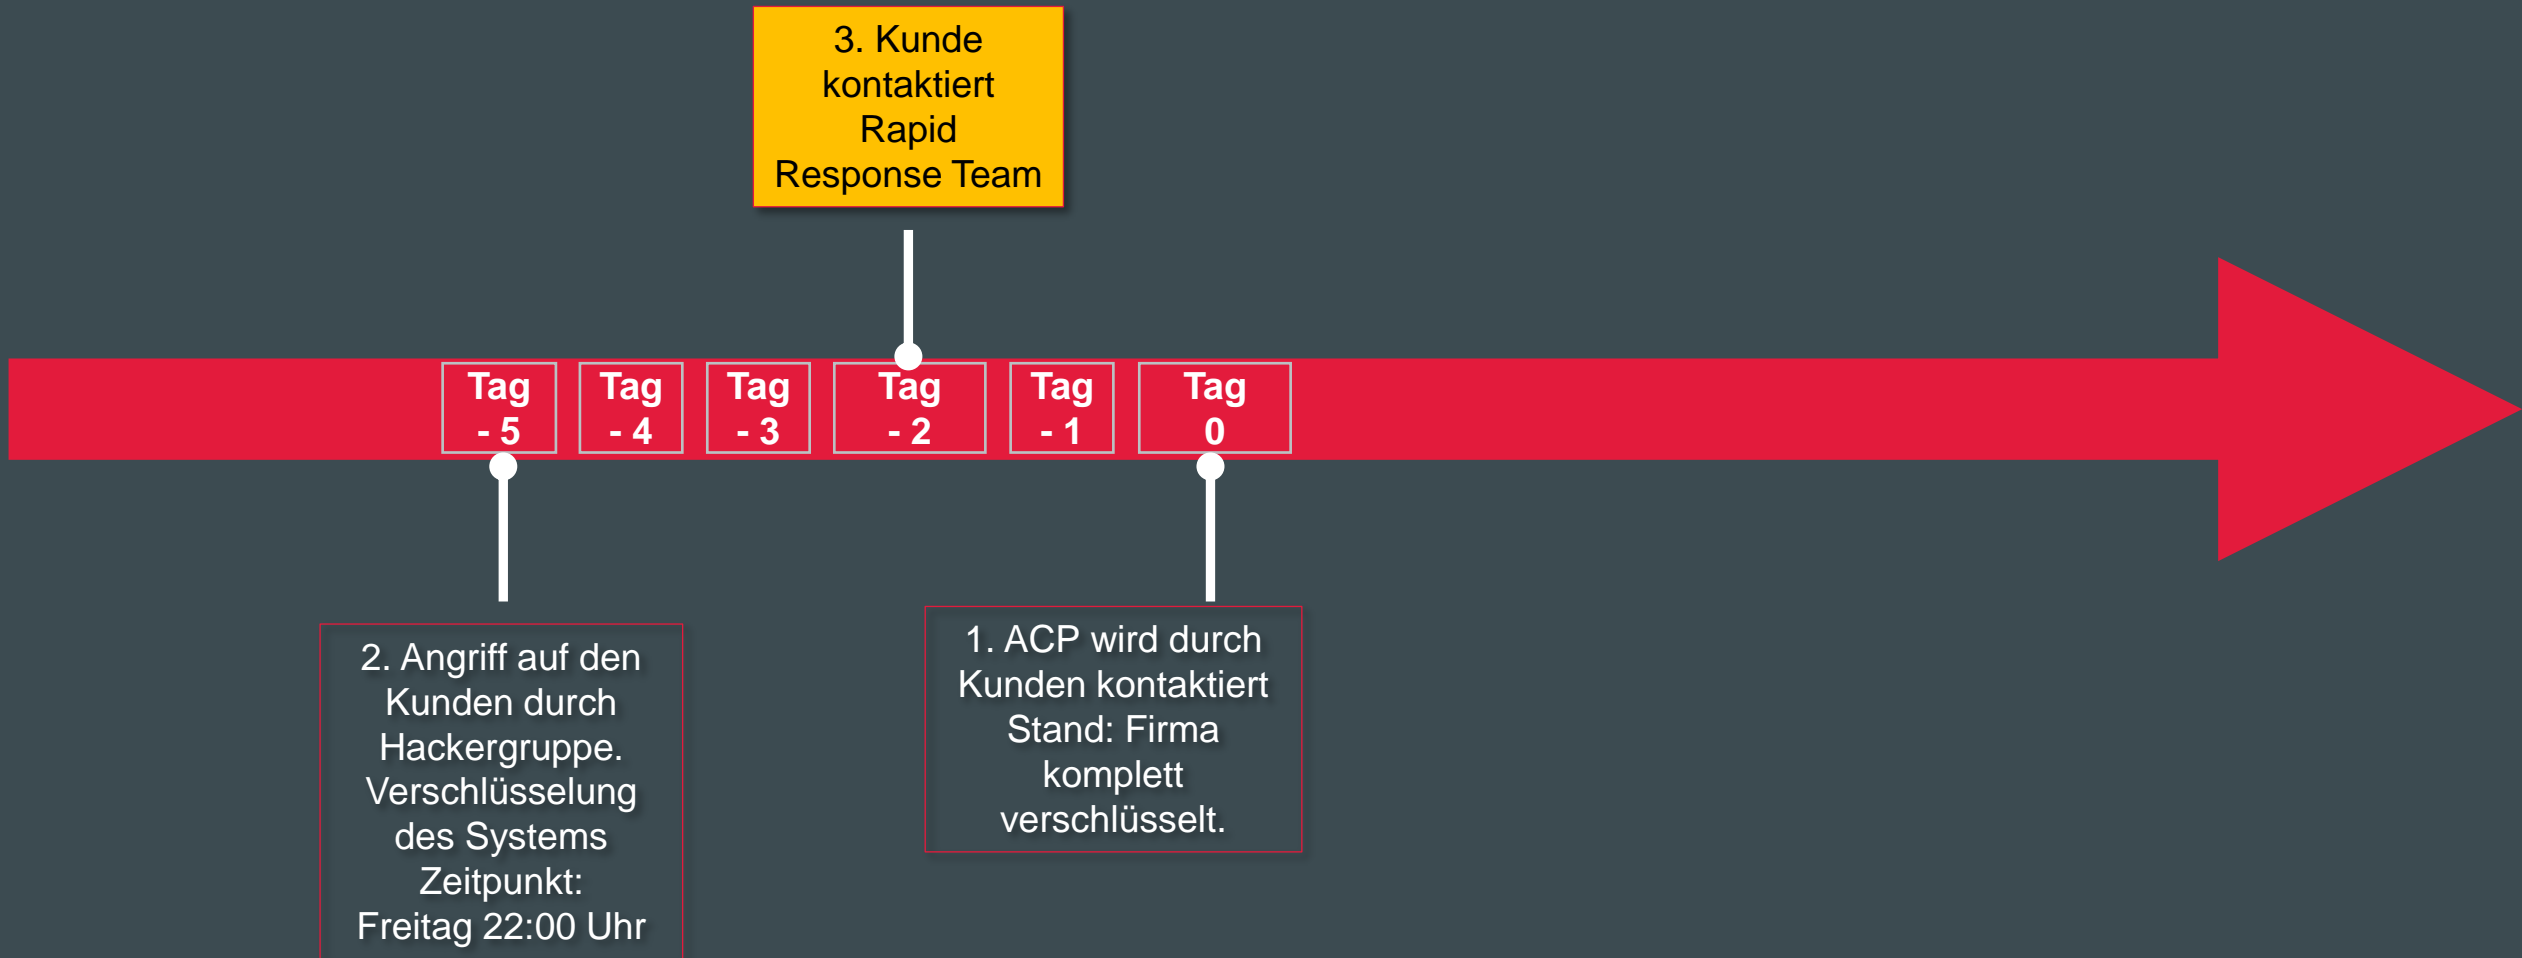 3. Kunde
kontaktiert
Rapid
Response Team
Tag
- 5
Tag
- 4
Tag
- 3
Tag
- 2
Tag
- 1
Tag
0
2. Angriff auf den
Kunden durch
Hackergruppe.
Verschlüsselung
des Systems
Zeitpunkt:
Freitag 22:00 Uhr
1. ACP wird durch
Kunden kontaktiert
Stand: Firma
komplett
verschlüsselt.